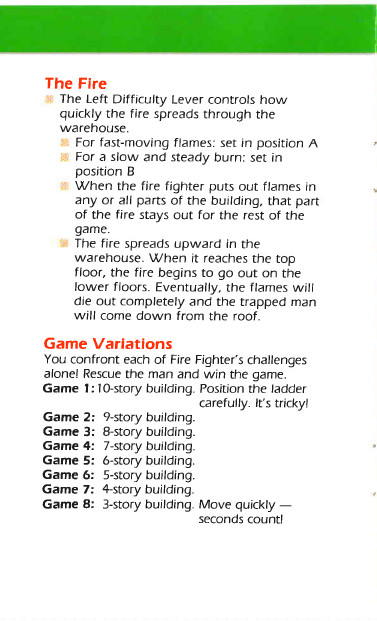 The Fire
The Left Difficulty Lever controls how
quickly the fire spreads through the
warehouse.
For fast-moving flames: set in position A
For a slow and steady burn: set in
position B
When the fire fighter puts out flames in
any or all parts of the building, that part
of the fire stays out for the rest of the
game.
The fire spreads upward in the
warehouse. When it reaches the top
floor, the fire begins to go out on the
lower floors. Eventually, the flames will
die out completely and the trapped man
will come down from the roof.
Game Variations
You confront each of Fire Fighter's challenges
alone! Rescue the man and win the game.
Game 1: 10-story building. Position the ladder
carefully. It's tricky!
Game 2: 9-story building.
Game 3: 8-story building.
Game 4: 7-story building.
Game 5: 6-story building.
Game 6: 5-story building.
Game 7: 4-story building.
Game 8: 3-story building. Move quickly —
seconds count!